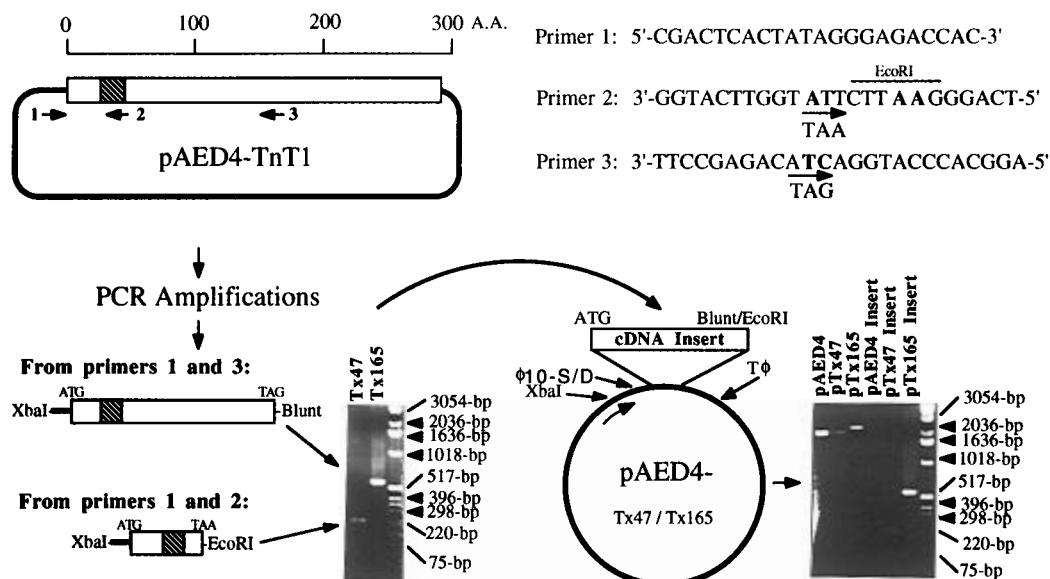 0 100 200 300 A.A.
1 2 3
pAED4-TnT1
Primer 1: 5'-CGACTCACTATAGGGAGACCAC-3'
EcoRI
Primer 2: 3'-GGTACTTGGT ATTCTT AAGGGACT-5'
TAA
Primer 3: 3'-TTCCGAGACATCAGGTACCCACGGA-5'
TAG
PCR Amplifications
From primers 1 and 3:
ATG TAG
XbaI -Blunt
From primers 1 and 2:
ATG TAA
XbaI -EcoRI
Tx47
Tx165
3054-bp
2036-bp
1636-bp
1018-bp
517-bp
396-bp
298-bp
220-bp
75-bp
ATG Blunt/EcoRI
cDNA Insert
ϕ10-S/D Tϕ
XbaI
pAED4-
Tx47 / Tx165
pAED4
pTx47
pTx165
pAED4 Insert
pTx47 Insert
pTx165 Insert
3054-bp
2036-bp
1636-bp
1018-bp
517-bp
396-bp
298-bp
220-bp
75-bp